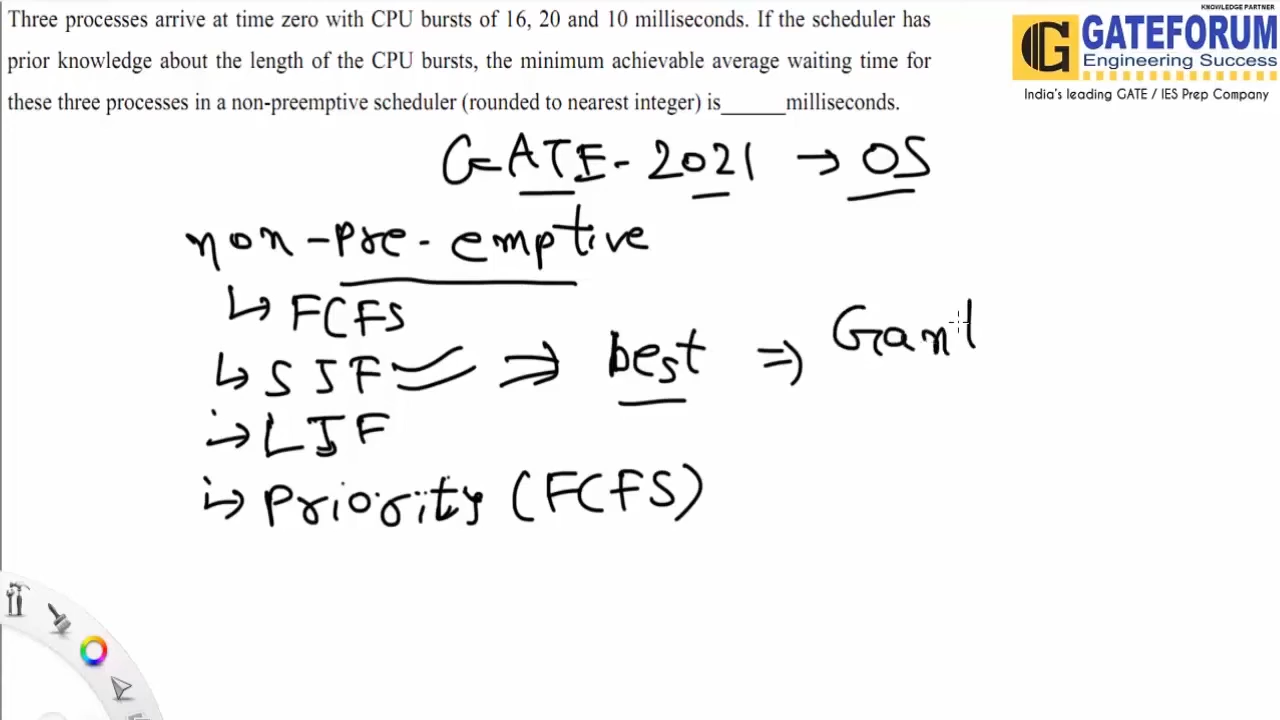 Three processes arrive at time zero with CPU bursts of 16, 20 and 10 milliseconds. If the scheduler has
prior knowledge about the length of the CPU bursts, the minimum achievable average waiting time for
these three processes in a non-preemptive scheduler (rounded to nearest integer) is______milliseconds.
KNOWLEDGE PARTNER
GATEFORUM
Engineering Success
India's leading GATE / IES Prep Company
GATE-2021 → OS
non-pre-emptive
↳ FCFS
↳ SJF ⇒ best ⇒ Gant
↳ LJF
↳ Priority (FCFS)